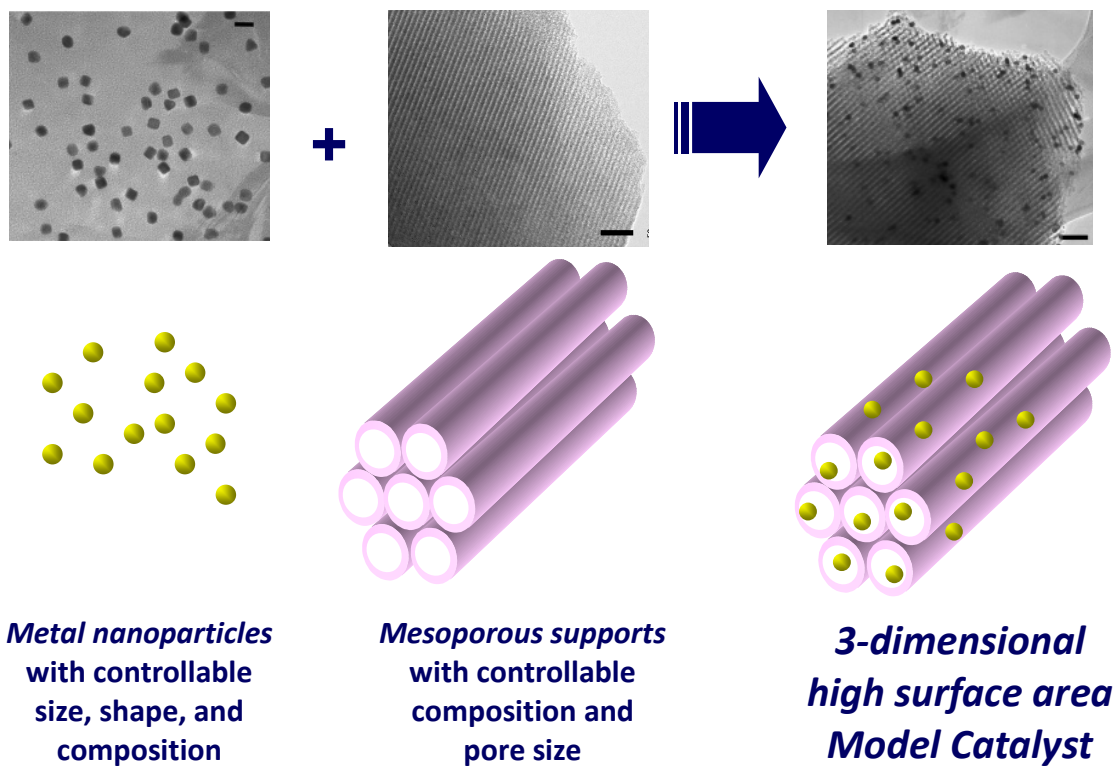 Metal nanoparticles
with controllable
size, shape, and
composition
Mesoporous supports
with controllable
composition and
pore size
3-dimensional
high surface area
Model Catalyst